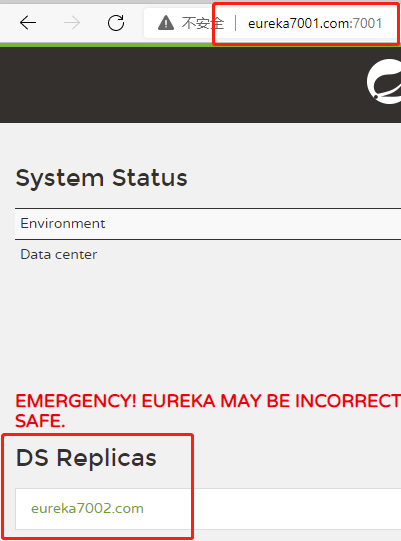 不安全 eureka7001.com:7001
System Status
Environment
Data center
EMERGENCY! EUREKA MAY BE INCORRECT
SAFE.
DS Replicas
eureka7002.com